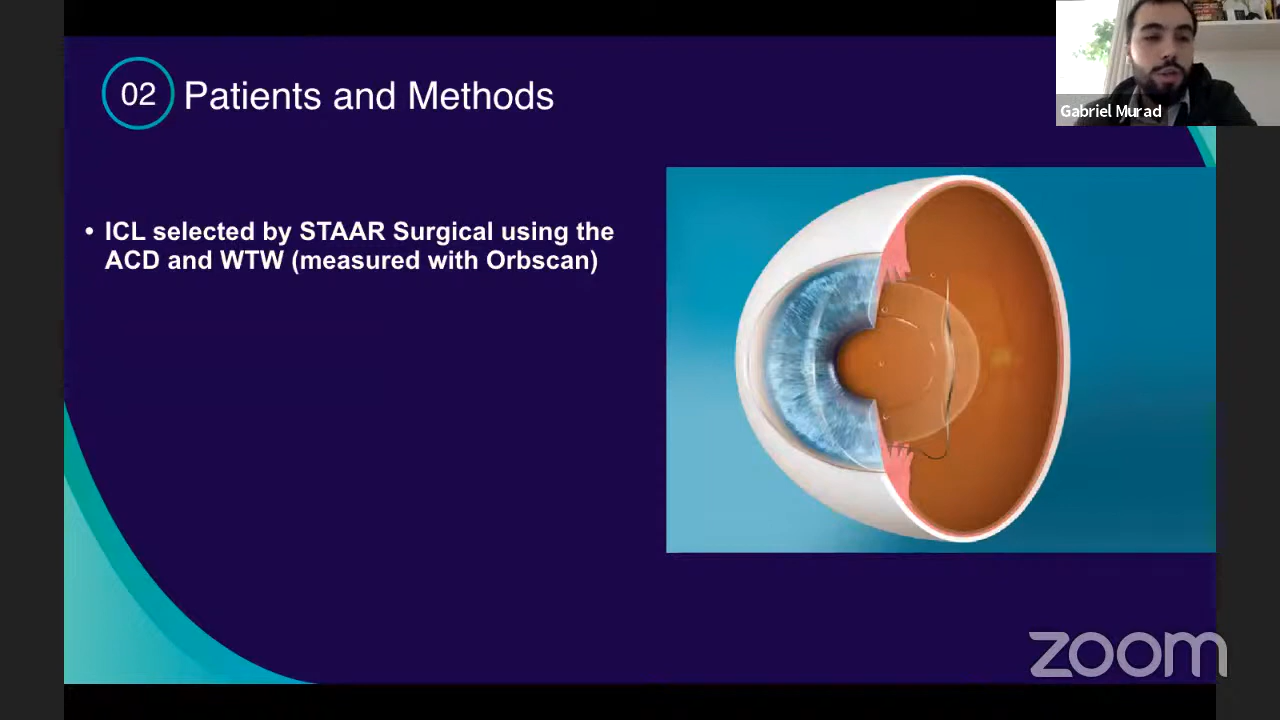 02 Patients and Methods
Gabriel Murad
• ICL selected by STAAR Surgical using the
ACD and WTW (measured with Orbscan)
zoom